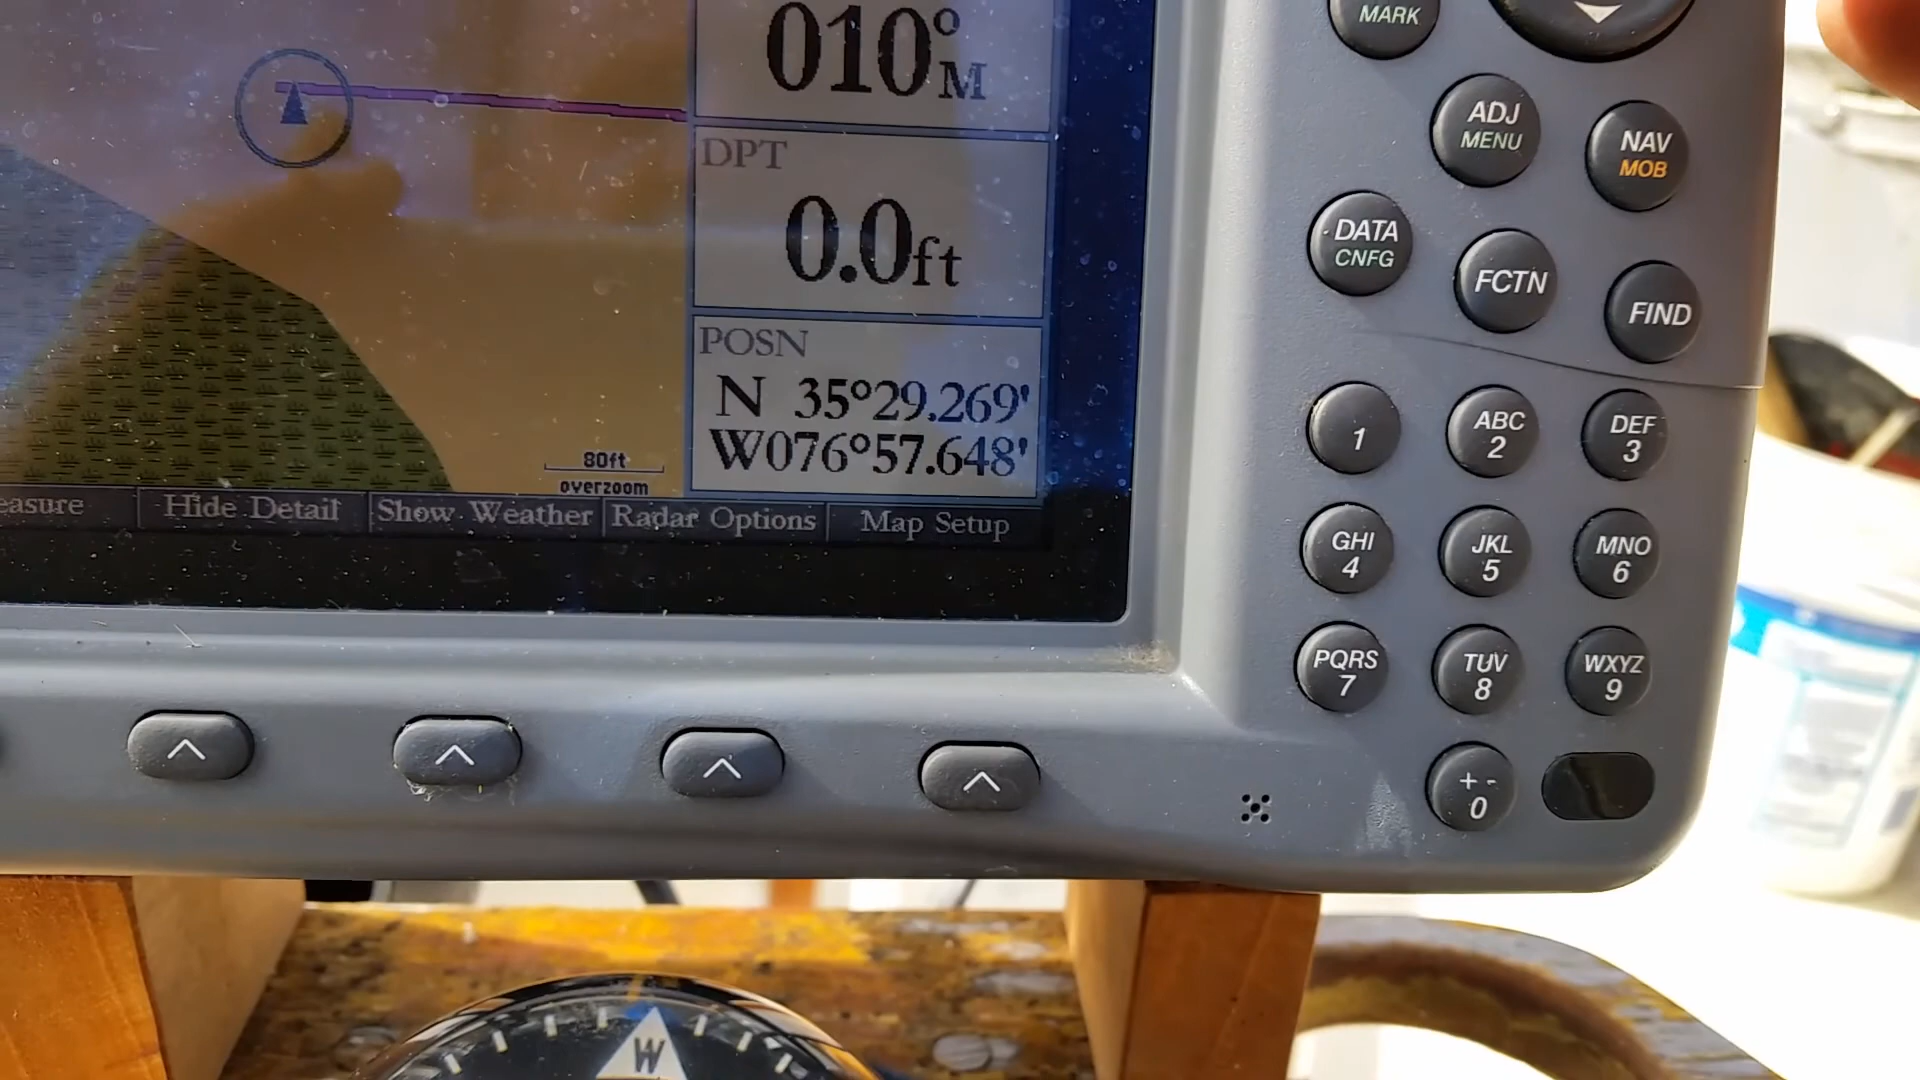 010°M
DPT
0.0ft
POSN
N 35°29.269'
W076°57.648'
80ft
overzoom
Hide Detail
Show Weather
Radar Options
Map Setup
MARK
ADJ
MENU
NAV
MOB
DATA
CNFG
FCTN
FIND
1
ABC
2
DEF
3
GHI
4
JKL
5
MNO
6
PQRS
7
TUV
8
WXYZ
9
+ -
0
W